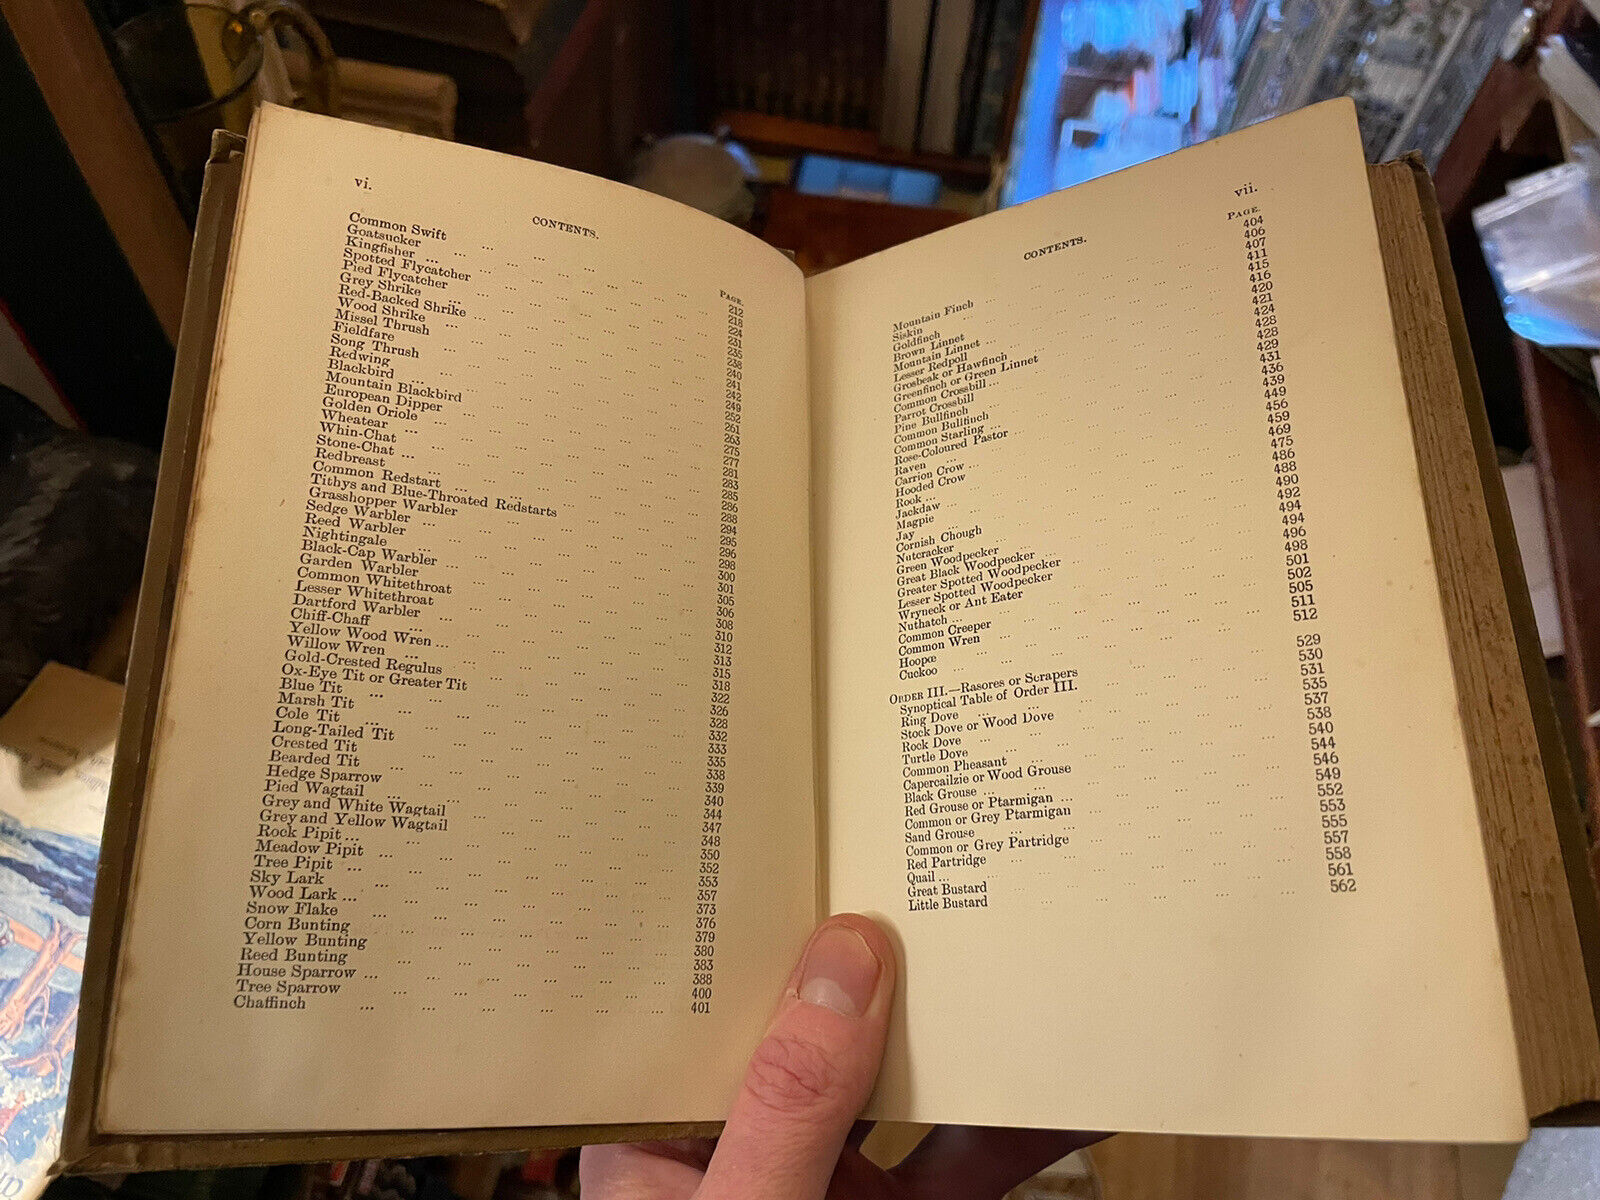 vi.
CONTENTS.
PAGE.
Common Swift ... 212
Goatsucker ... 218
Kingfisher ... 224
Spotted Flycatcher ... 231
Pied Flycatcher ... 235
Grey Shrike ... 238
Red-Backed Shrike ... 240
Wood Shrike ... 241
Missel Thrush ... 242
Fieldfare ... 249
Song Thrush ... 252
Redwing ... 261
Blackbird ... 263
Mountain Blackbird ... 275
European Dipper ... 277
Golden Oriole ... 281
Wheatear ... 283
Whin-Chat ... 285
Stone-Chat ... 286
Redbreast ... 288
Common Redstart ... 294
Tithys and Blue-Throated Redstarts ... 295
Grasshopper Warbler ... 296
Sedge Warbler ... 298
Reed Warbler ... 300
Nightingale ... 301
Black-Cap Warbler ... 305
Garden Warbler ... 306
Common Whitethroat ... 308
Lesser Whitethroat ... 310
Dartford Warbler ... 312
Chiff-Chaff ... 313
Yellow Wood Wren ... 315
Willow Wren ... 318
Gold-Crested Regulus ... 322
Ox-Eye Tit or Greater Tit ... 326
Blue Tit ... 328
Marsh Tit ... 332
Cole Tit ... 333
Long-Tailed Tit ... 335
Crested Tit ... 338
Bearded Tit ... 339
Hedge Sparrow ... 340
Pied Wagtail ... 344
Grey and White Wagtail ... 347
Grey and Yellow Wagtail ... 348
Rock Pipit ... 350
Meadow Pipit ... 352
Tree Pipit ... 353
Sky Lark ... 357
Wood Lark ... 373
Snow Flake ... 376
Corn Bunting ... 379
Yellow Bunting ... 380
Reed Bunting ... 383
House Sparrow ... 388
Tree Sparrow ... 400
Chaffinch ... 401
vii.
CONTENTS.
PAGE.
Mountain Finch ... 404
Siskin ... 406
Goldfinch ... 407
Brown Linnet ... 411
Mountain Linnet ... 415
Lesser Redpoll ... 416
Grosbeak or Hawfinch ... 420
Greenfinch or Green Linnet ... 421
Common Crossbill ... 424
Parrot Crossbill ... 428
Pine Bullfinch ... 428
Common Bullfinch ... 429
Common Starling ... 431
Rose-Coloured Pastor ... 436
Raven ... 439
Carrion Crow ... 449
Hooded Crow ... 456
Rook ... 459
Jackdaw ... 469
Magpie ... 475
Jay ... 486
Cornish Chough ... 488
Nutcracker ... 490
Green Woodpecker ... 492
Great Black Woodpecker ... 494
Greater Spotted Woodpecker ... 494
Lesser Spotted Woodpecker ... 496
Wryneck or Ant Eater ... 498
Nuthatch ... 501
Common Creeper ... 502
Common Wren ... 505
Hoopoe ... 511
Cuckoo ... 512
ORDER III.—Rasores or Scrapers ... 529
Synoptical Table of Order III. ... 530
Ring Dove ... 531
Stock Dove or Wood Dove ... 535
Rock Dove ... 537
Turtle Dove ... 538
Common Pheasant ... 540
Capercailzie or Wood Grouse ... 544
Black Grouse ... 546
Red Grouse or Ptarmigan ... 549
Common or Grey Ptarmigan ... 552
Sand Grouse ... 553
Common or Grey Partridge ... 555
Red Partridge ... 557
Quail ... 558
Great Bustard ... 561
Little Bustard ... 562